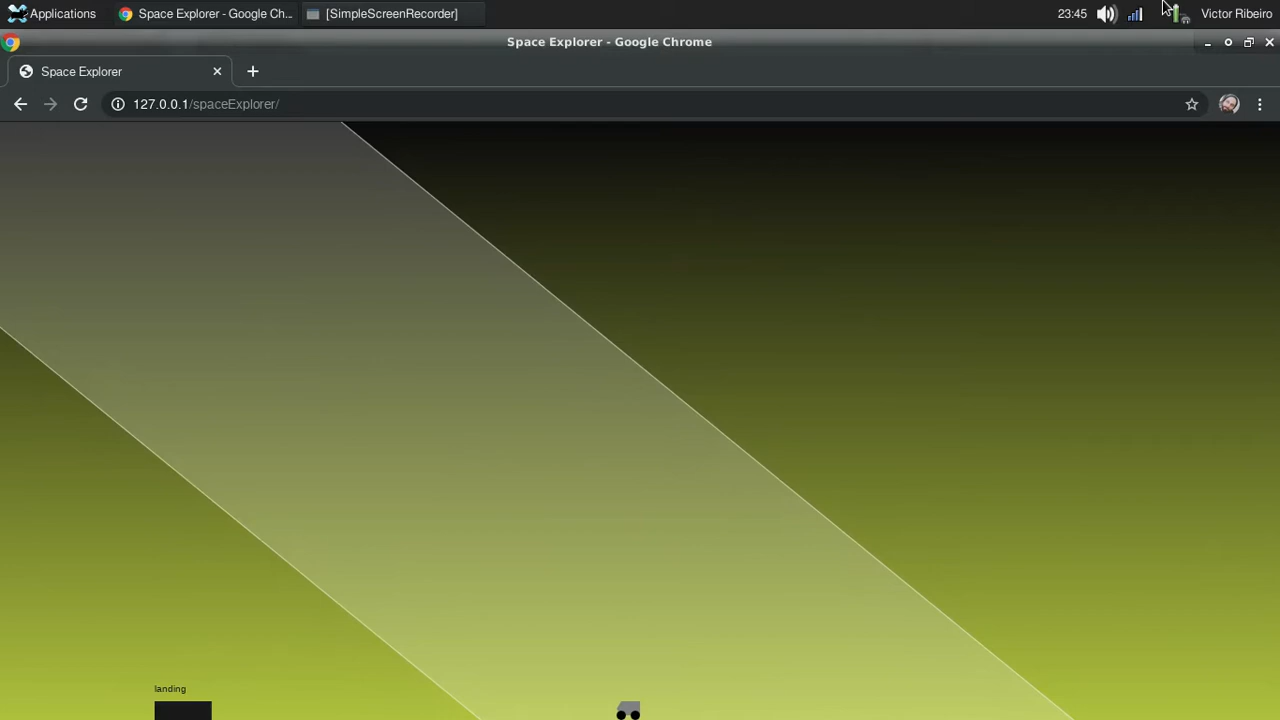 Applications
Space Explorer - Google Ch...
[SimpleScreenRecorder]
23:45
Victor Ribeiro
Space Explorer - Google Chrome
Space Explorer
127.0.0.1/spaceExplorer/
landing